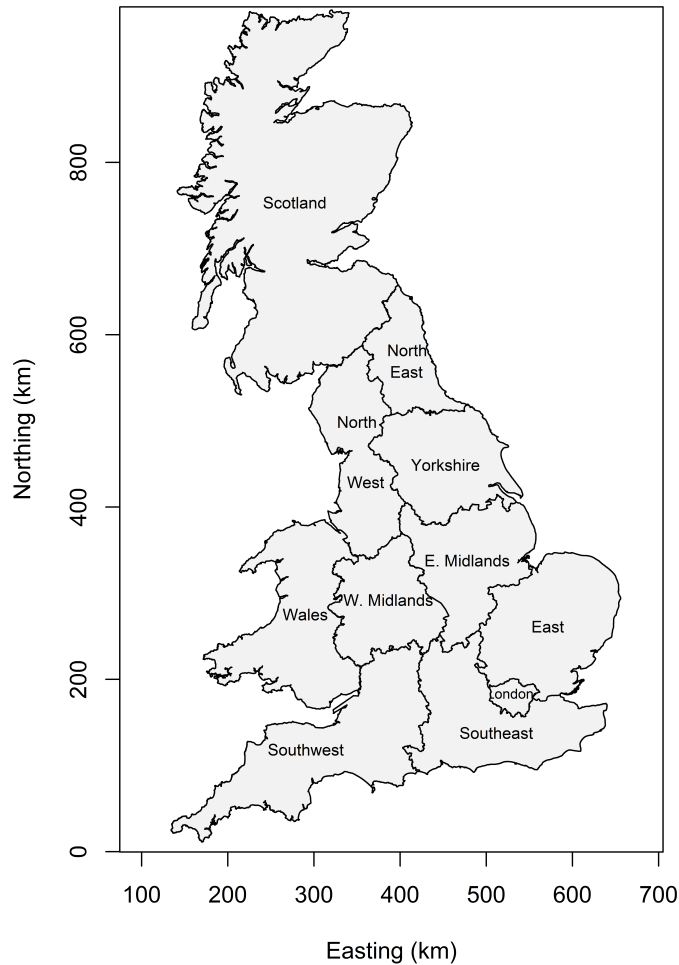 800
Scotland
600
North
East
North
Yorkshire
West
Northing (km)
400
E. Midlands
W. Midlands
Wales
East
200
London
Southeast
Southwest
0
100 200 300 400 500 600 700
Easting (km)